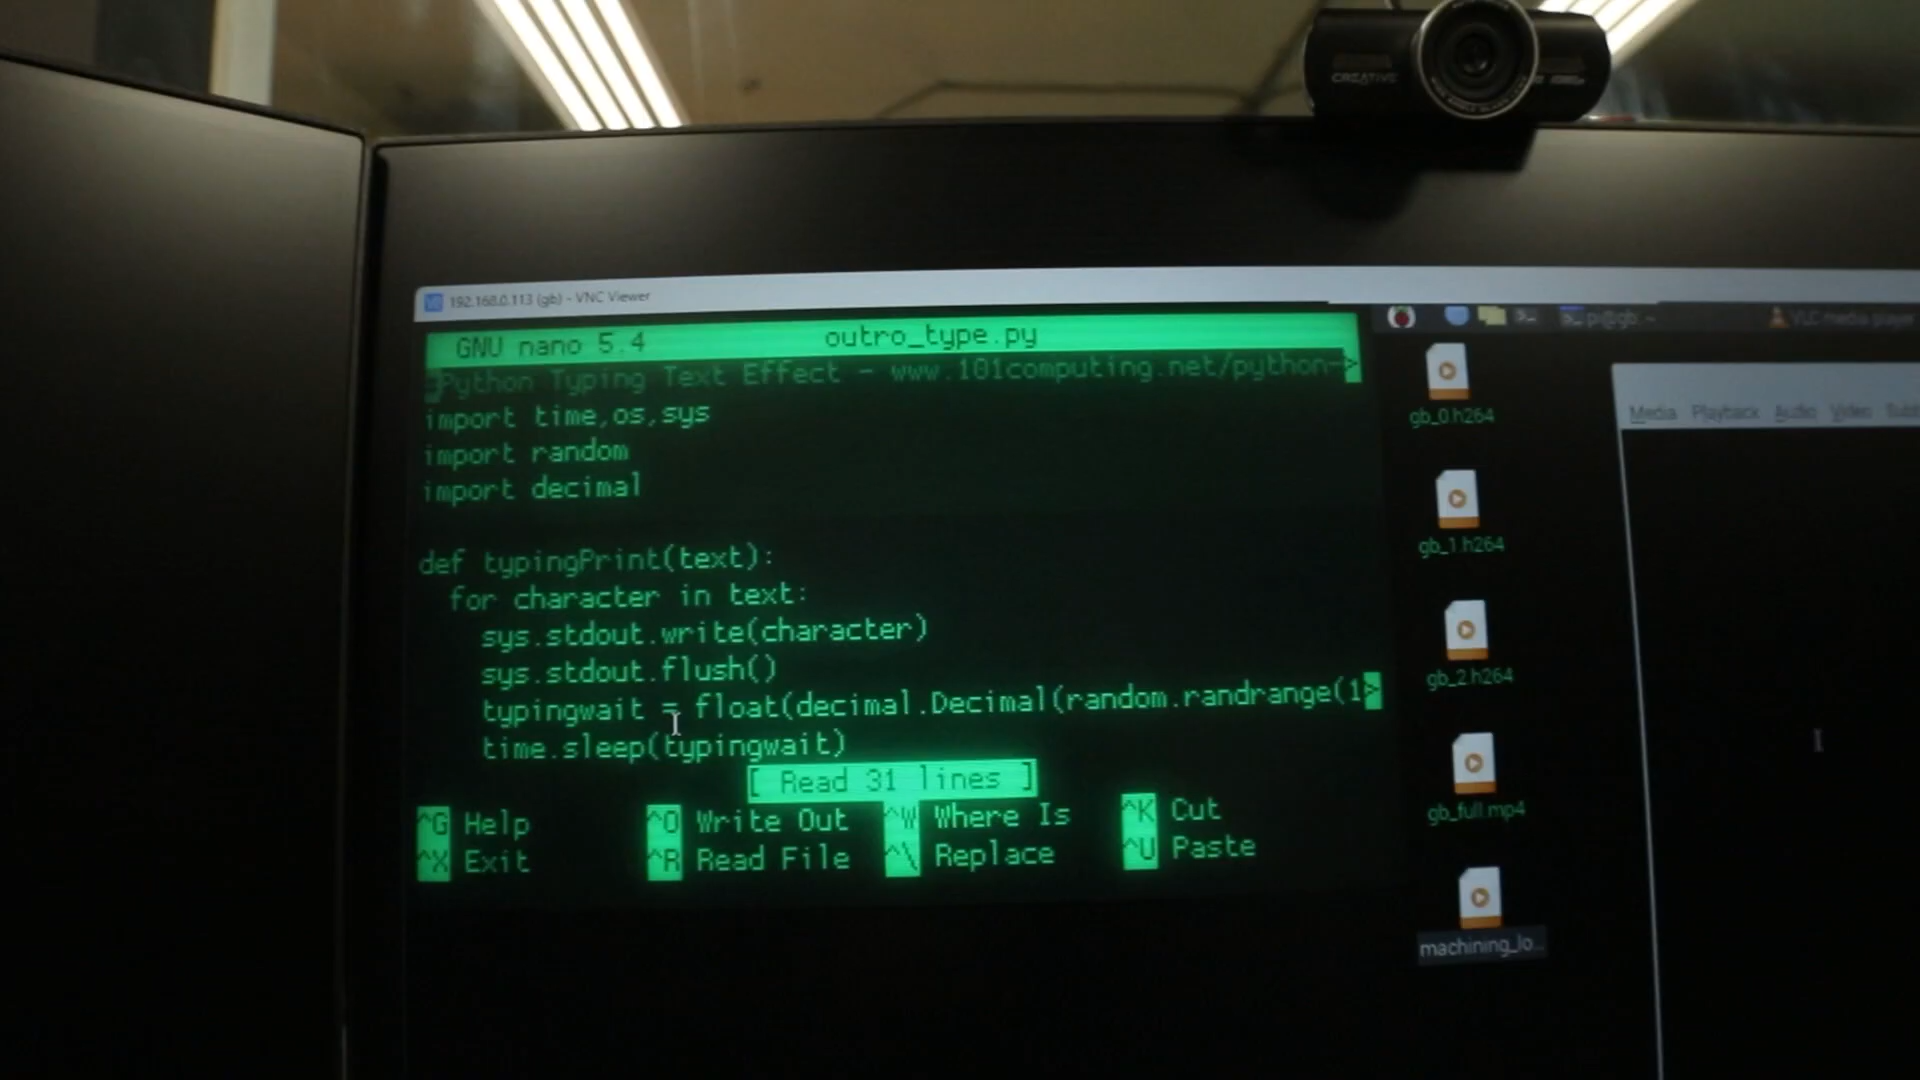 CREATIVE
192.168.0.113 (gb) - VNC Viewer
GNU nano 5.4 outro_type.py
Python Typing Text Effect - www.101computing.net/python->
import time,os,sys
import random
import decimal
def typingPrint(text):
for character in text:
sys.stdout.write(character)
sys.stdout.flush()
typingwait = float(decimal.Decimal(random.randrange(1>
time.sleep(typingwait)
[ Read 31 lines ]
^G Help ^O Write Out ^W Where Is ^K Cut
^X Exit ^R Read File ^\ Replace ^U Paste
pi@gb: ~
VLC media player
gb_0.h264
gb_1.h264
gb_2.h264
gb_full.mp4
machining_lo...
Media Playback Audio Video